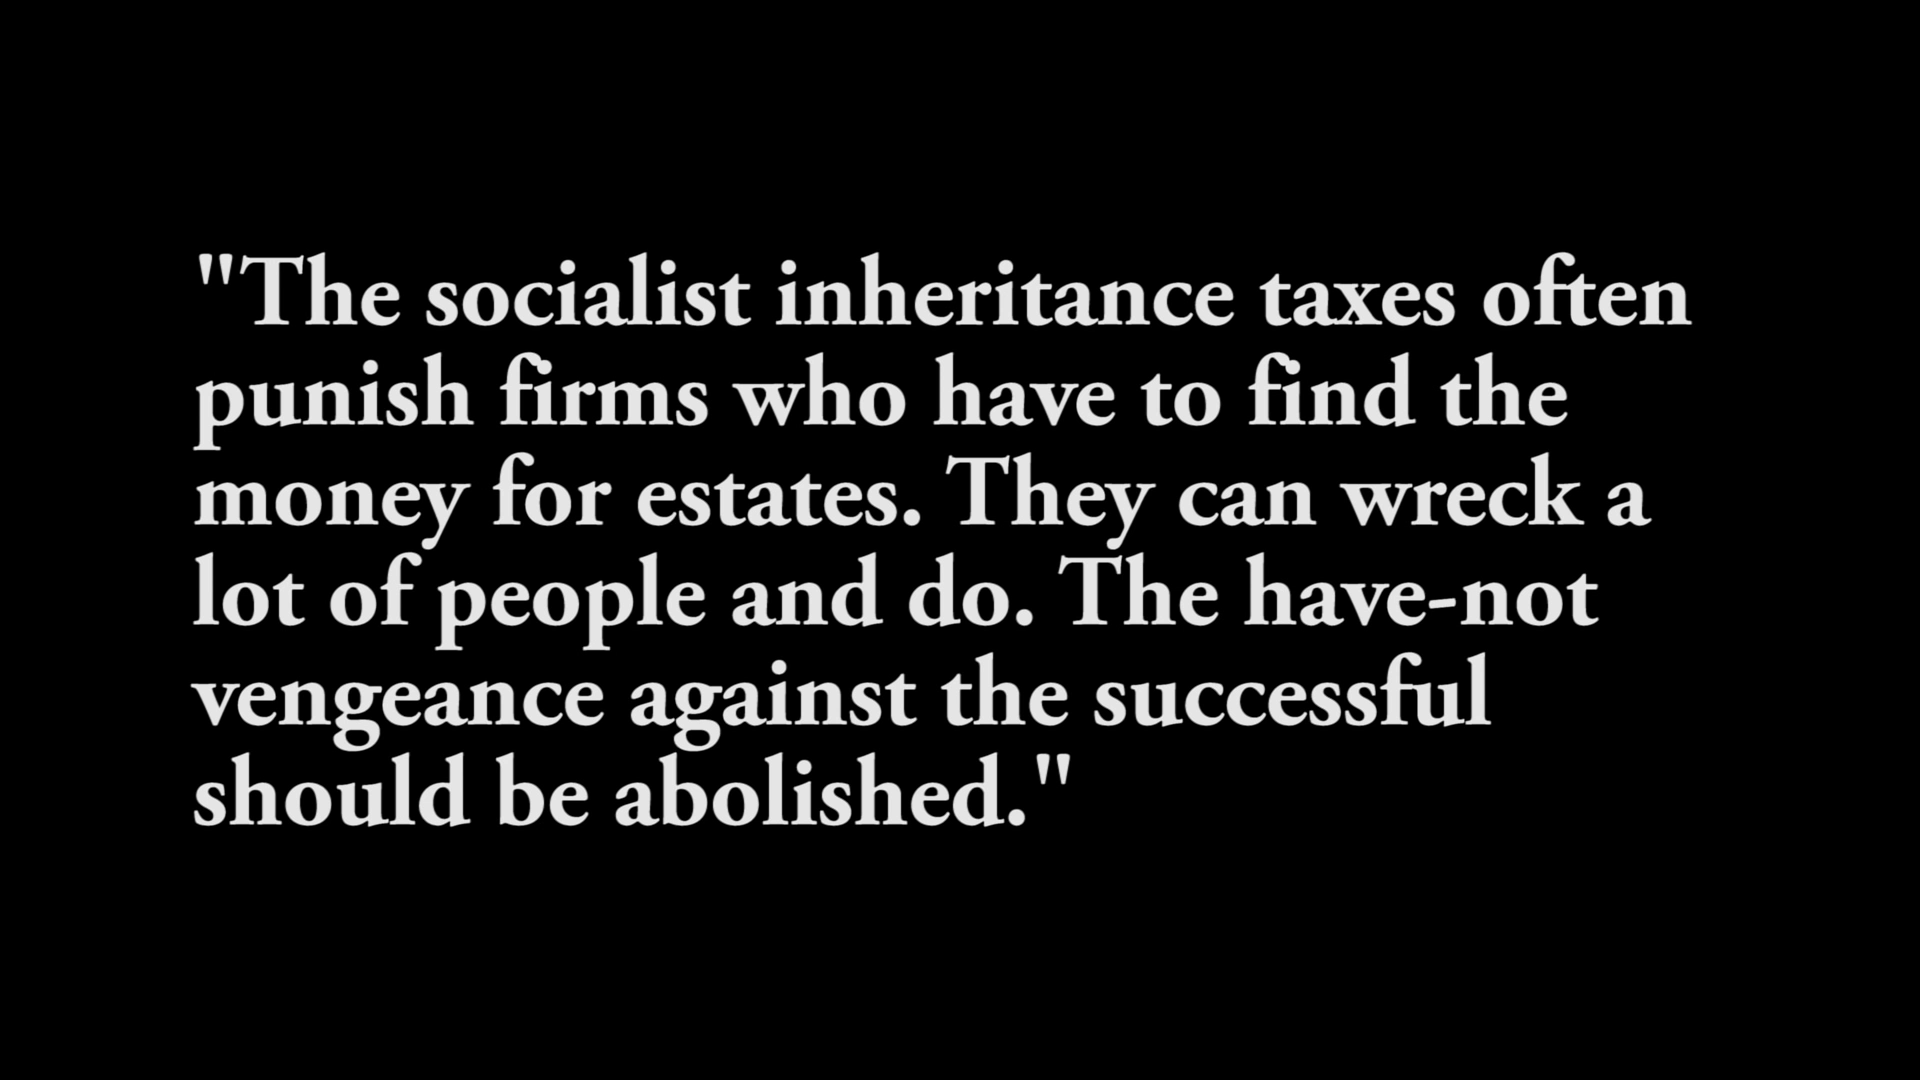 "The socialist inheritance taxes often
punish firms who have to find the
money for estates. They can wreck a
lot of people and do. The have-not
vengeance against the successful
should be abolished."